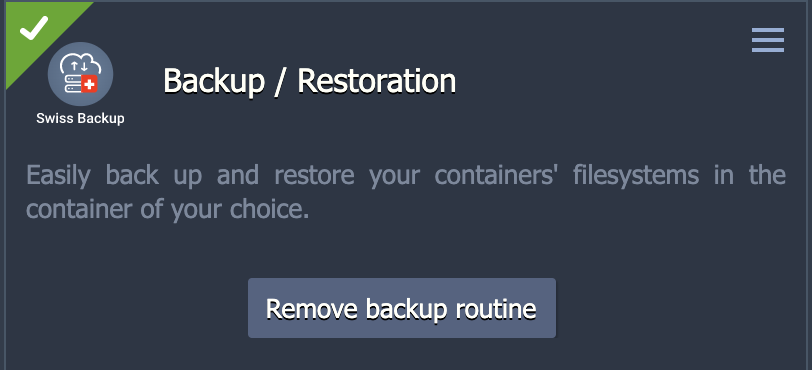 Backup / Restoration
Swiss Backup
Easily back up and restore your containers' filesystems in the
container of your choice.
Remove backup routine